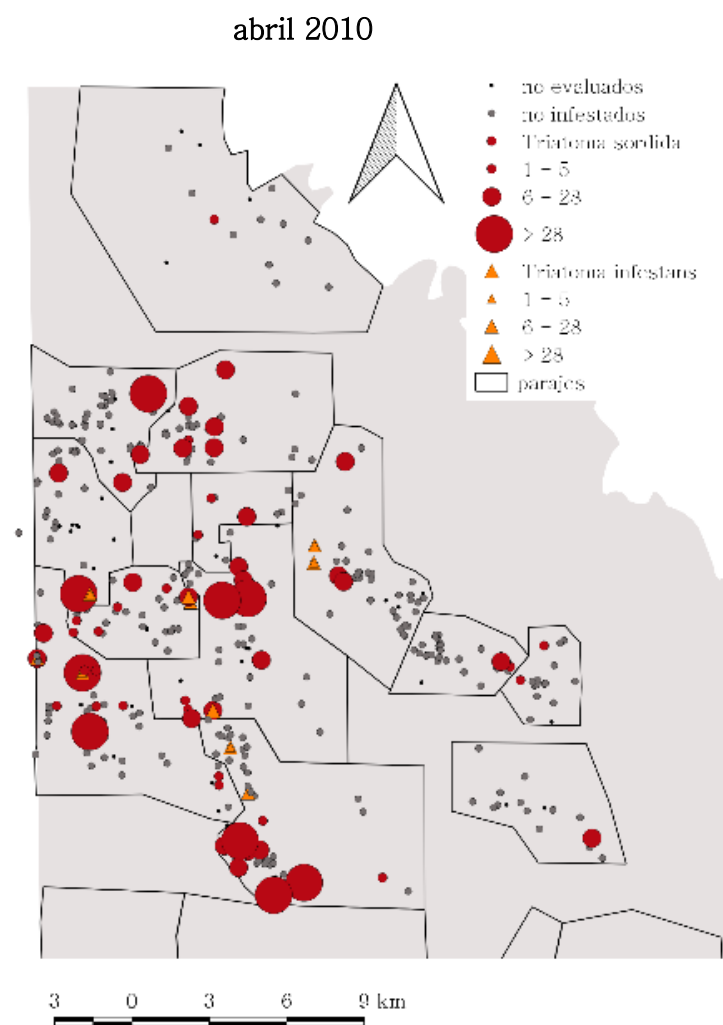 abril 2010
no evaluados
no infestados
Triatoma sordida
1 – 5
6 – 28
> 28
Triatoma infestans
1 – 5
6 – 28
> 28
parajes
3 0 3 6 9 km